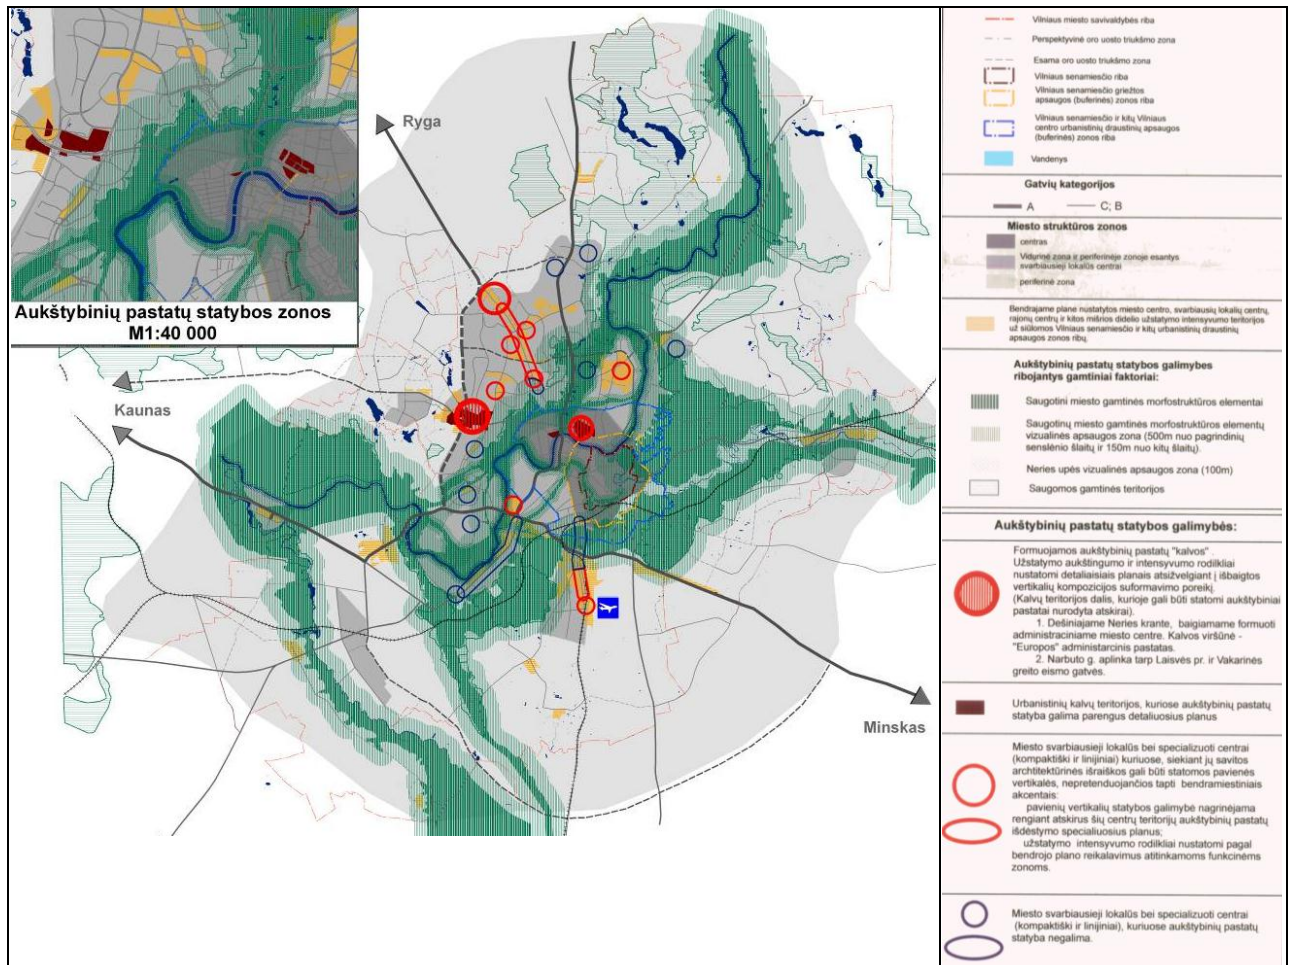 Aukštybinių pastatų statybos zonos
M1:40 000
Ryga
Kaunas
Minskas
Vilniaus miesto savivaldybės riba
Perspektyvinė oro uosto triukšmo zona
Esama oro uosto triukšmo zona
Vilniaus senamiesčio riba
Vilniaus senamiesčio griežtos
apsaugos (buferinės) zonos riba
Vilniaus senamiesčio ir kitų Vilniaus
centro urbanistinių draustinių apsaugos
(buferinės) zonos riba
Vandenys
Gatvių kategorijos
A
C; B
Miesto struktūros zonos
centras
Vidurinė zona ir periferinėje zonoje esantys
svarbiausieji lokalūs centrai
periferinė zona
Bendrajame plane nustatytos miesto centro, svarbiausių lokalių centrų,
rajonų centrų ir kitos mišrios didelio užstatymo intensyvumo teritorijos
už siūlomos Vilniaus senamiesčio ir kitų urbanistinių draustinių
apsaugos zonos ribų.
Aukštybinių pastatų statybos galimybes
ribojantys gamtiniai faktoriai:
Saugotini miesto gamtinės morfostruktūros elementai
Saugotinų miesto gamtinės morfostruktūros elementų
vizualinės apsaugos zona (500m nuo pagrindinių
senslėnio šlaitų ir 150m nuo kitų šlaitų).
Neries upės vizualinės apsaugos zona (100m)
Saugomos gamtinės teritorijos
Aukštybinių pastatų statybos galimybės:
Formuojamos aukštybinių pastatų "kalvos".
Užstatymo aukštingumo ir intensyvumo rodilkliai
nustatomi detaliaisiais planais atsižvelgiant į išbaigtos
vertikalių kompozicijos suformavimo poreikį.
(Kalvų teritorijos dalis, kurioje gali būti statomi aukštybiniai
pastatai nurodyta atskirai).
1. Dešiniajame Neries krante, baigiamame formuoti
administraciniame miesto centre. Kalvos viršūnė -
"Europos" administarcinis pastatas.
2. Narbuto g. aplinka tarp Laisvės pr. ir Vakarinės
greito eismo gatvės.
Urbanistinių kalvų teritorijos, kuriose aukštybinių pastatų
statyba galima parengus detaliuosius planus
Miesto svarbiausieji lokalūs bei specializuoti centrai
(kompaktiški ir linijiniai) kuriuose, siekiant jų savitos
architektūrinės išraiškos gali būti statomos pavienės
vertikalės, nepretenduojančios tapti bendramiestiniais
akcentais:
pavienių vertikalių statybos galimybė nagrinėjama
rengiant atskirus šių centrų teritorijų aukštybinių pastatų
išdėstymo specialiuosius planus;
užstatymo intensyvumo rodilkliai nustatomi pagal
bendrojo plano reikalavimus atitinkamoms funkcinėms
zonoms.
Miesto svarbiausieji lokalūs bei specializuoti centrai
(kompaktiški ir linijiniai), kuriuose aukštybinių pastatų
statyba negalima.